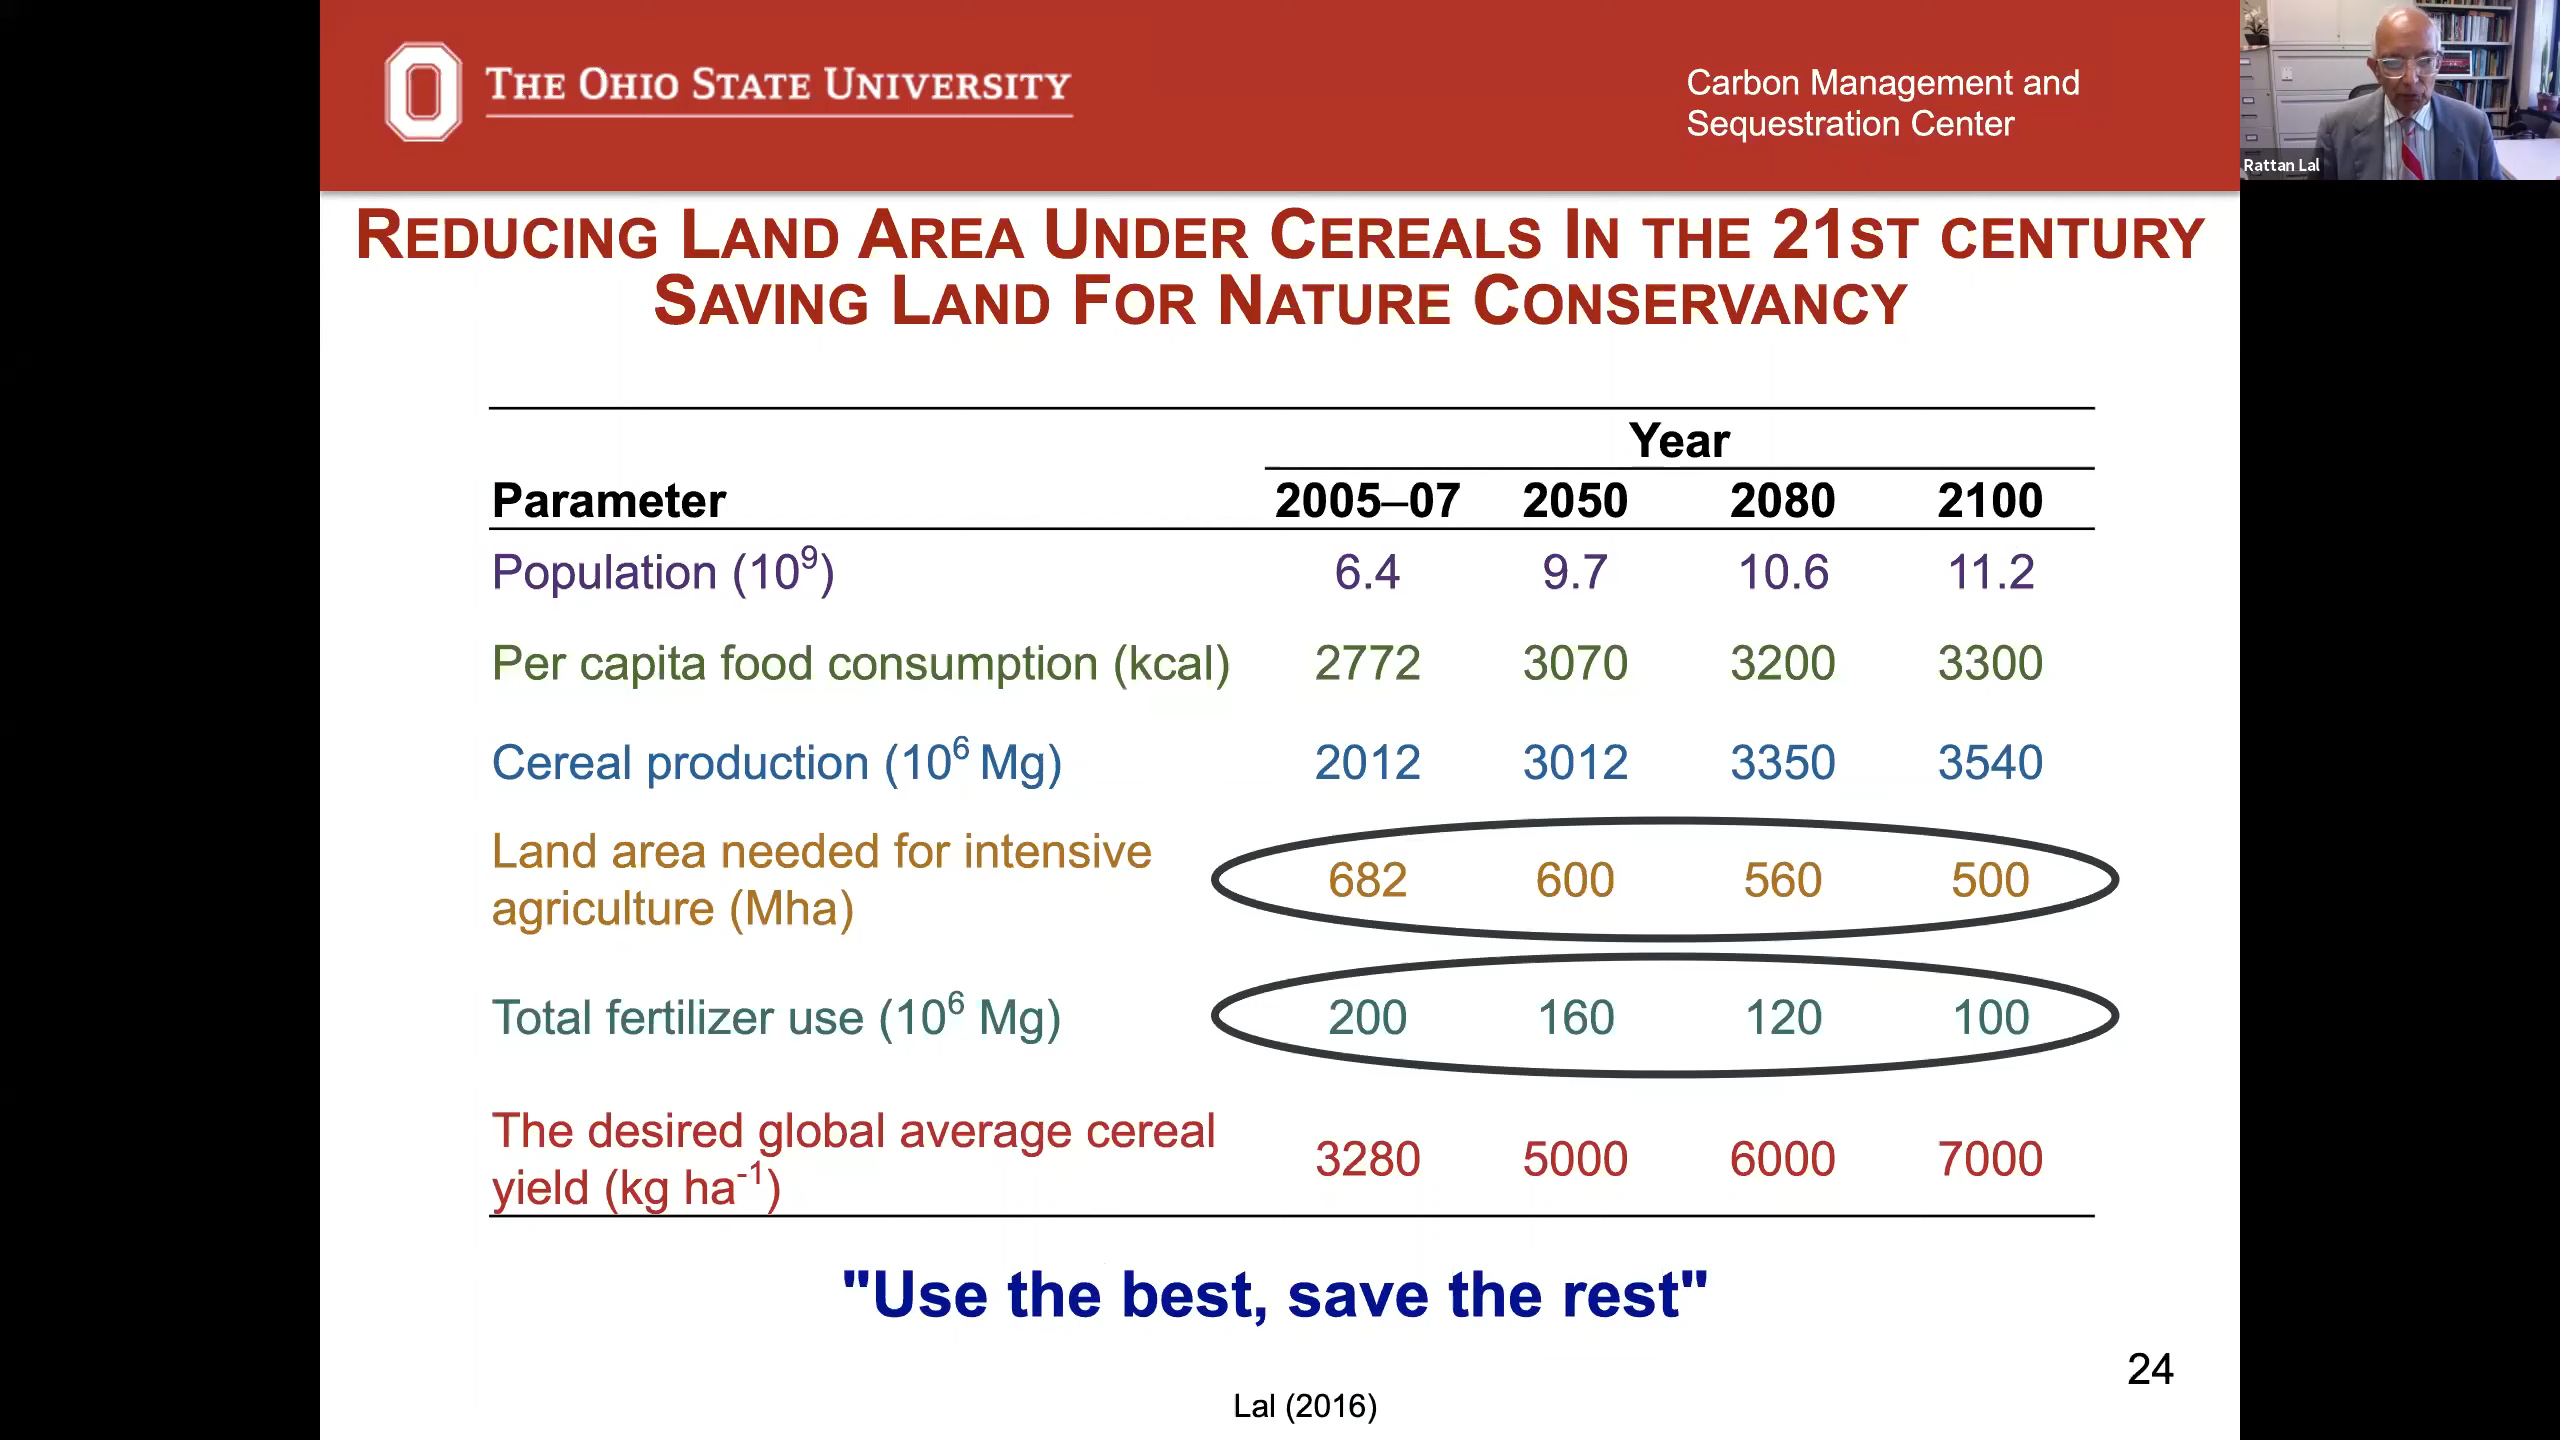 THE OHIO STATE UNIVERSITY
Carbon Management and
Sequestration Center
Rattan Lal
REDUCING LAND AREA UNDER CEREALS IN THE 21ST CENTURY
SAVING LAND FOR NATURE CONSERVANCY
Year
Parameter 2005–07 2050 2080 2100
Population (10⁹) 6.4 9.7 10.6 11.2
Per capita food consumption (kcal) 2772 3070 3200 3300
Cereal production (10⁶ Mg) 2012 3012 3350 3540
Land area needed for intensive
agriculture (Mha) 682 600 560 500
Total fertilizer use (10⁶ Mg) 200 160 120 100
The desired global average cereal
yield (kg ha⁻¹) 3280 5000 6000 7000
"Use the best, save the rest"
24
Lal (2016)